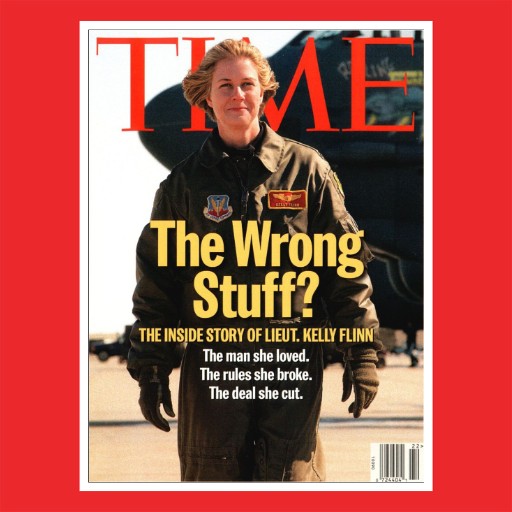 TIME
The Wrong
Stuff?
THE INSIDE STORY OF LIEUT. KELLY FLINN
The man she loved.
The rules she broke.
The deal she cut.
22>